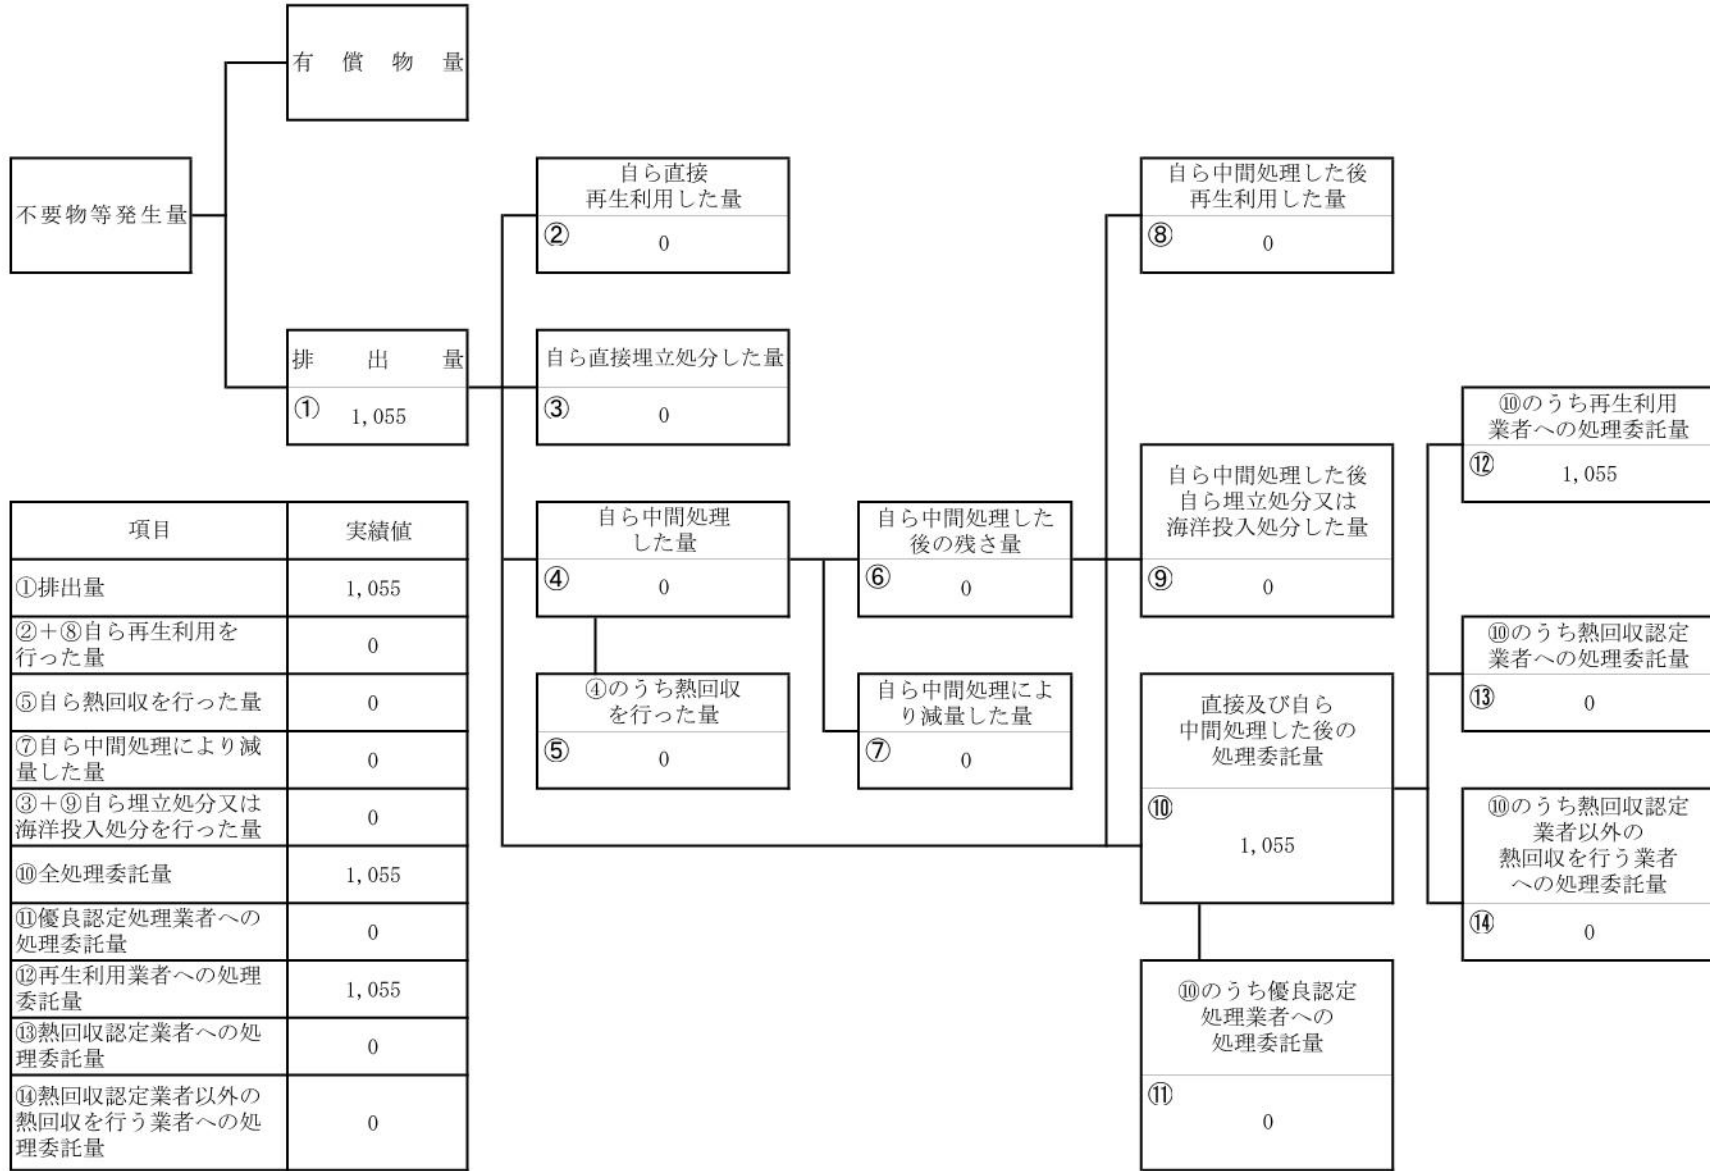 有償物量
不要物等発生量
排出量
① 1,055
自ら直接
再生利用した量
② 0
自ら直接埋立処分した量
③ 0
自ら中間処理
した量
④ 0
④のうち熱回収
を行った量
⑤ 0
自ら中間処理した
後の残さ量
⑥ 0
自ら中間処理によ
り減量した量
⑦ 0
自ら中間処理した後
再生利用した量
⑧ 0
自ら中間処理した後
自ら埋立処分又は
海洋投入処分した量
⑨ 0
直接及び自ら
中間処理した後の
処理委託量
⑩
1,055
⑩のうち優良認定
処理業者への
処理委託量
⑪
0
⑩のうち再生利用
業者への処理委託量
⑫ 1,055
⑩のうち熱回収認定
業者への処理委託量
⑬ 0
⑩のうち熱回収認定
業者以外の
熱回収を行う業者
への処理委託量
⑭ 0
項目 実績値
①排出量 1,055
②+⑧自ら再生利用を
行った量 0
⑤自ら熱回収を行った量 0
⑦自ら中間処理により減
量した量 0
③+⑨自ら埋立処分又は
海洋投入処分を行った量 0
⑩全処理委託量 1,055
⑪優良認定処理業者への
処理委託量 0
⑫再生利用業者への処理
委託量 1,055
⑬熱回収認定業者への処
理委託量 0
⑭熱回収認定業者以外の
熱回収を行う業者への処
理委託量 0